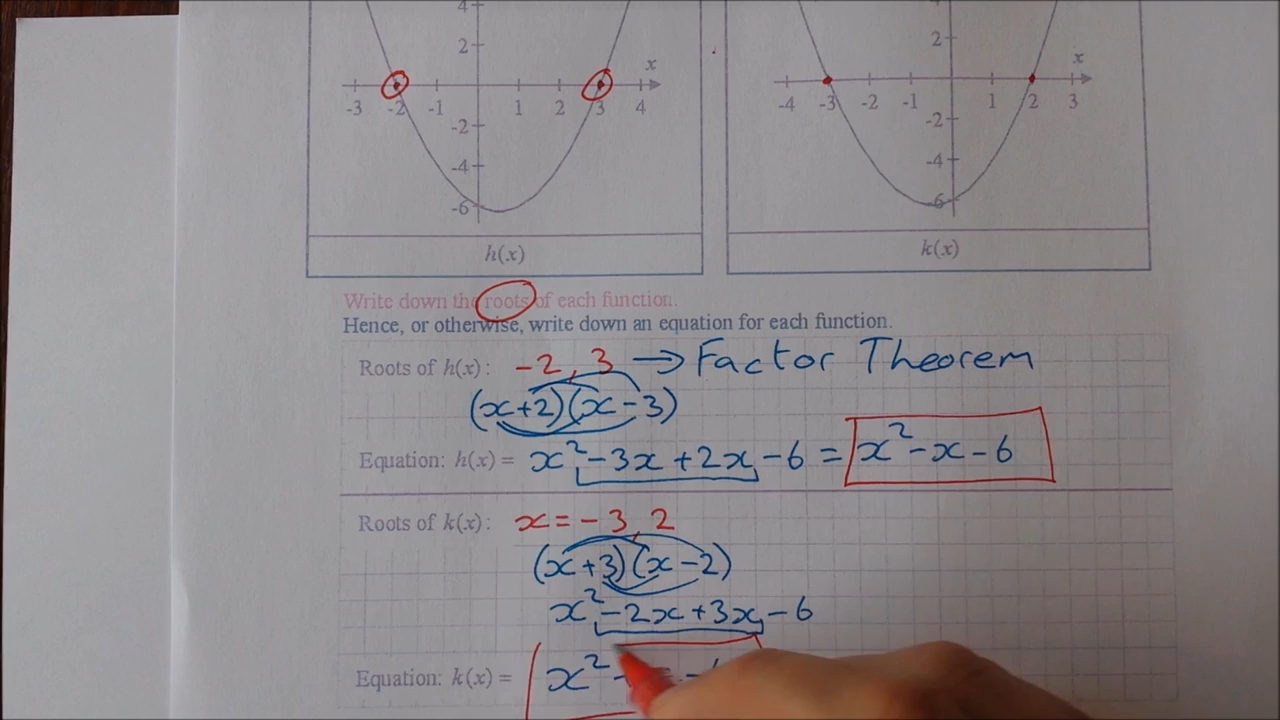 4
2
x
-3 -2 -1 1 2 3 4
-2
-4
-6
h(x)
2
x
-4 -3 -2 -1 1 2 3
-2
-4
-6
k(x)
Write down the roots of each function.
Hence, or otherwise, write down an equation for each function.
Roots of h(x): -2, 3 → Factor Theorem
(x+2)(x-3)
Equation: h(x) = x²-3x+2x-6 = x²-x-6
Roots of k(x): x=-3, 2
(x+3)(x-2)
x²-2x+3x-6
Equation: k(x) = x²